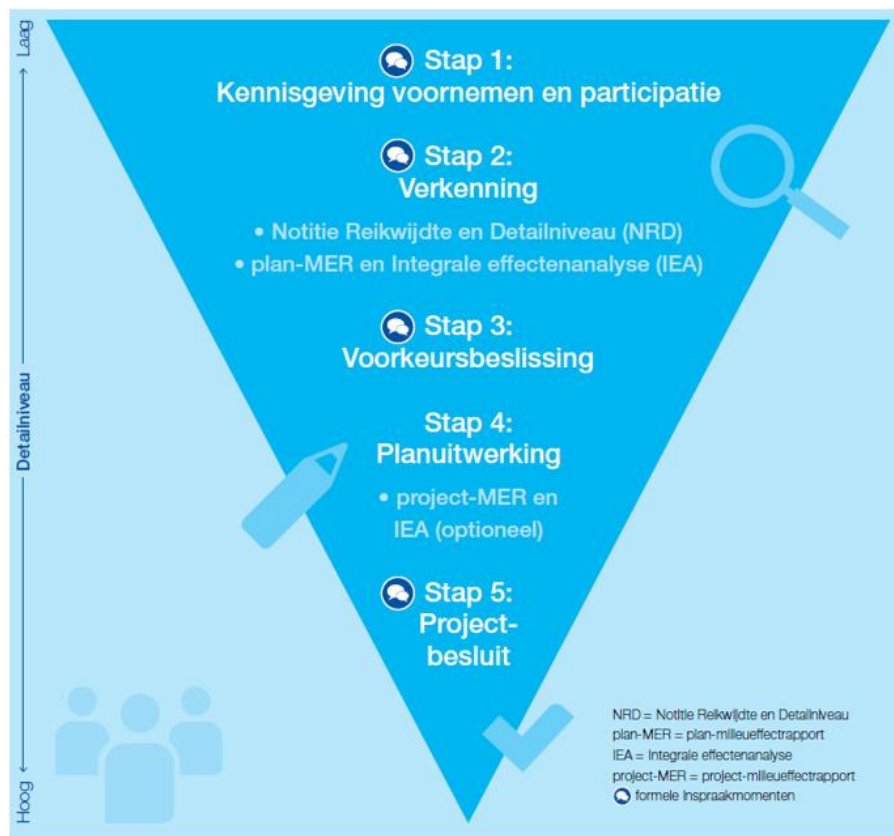 Laag
Detailniveau
Hoog
Stap 1:
Kennisgeving voornemen en participatie
Stap 2:
Verkenning
• Notitie Reikwijdte en Detailniveau (NRD)
• plan-MER en Integrale effectenanalyse (IEA)
Stap 3:
Voorkeursbeslissing
Stap 4:
Planuitwerking
• project-MER en
IEA (optioneel)
Stap 5:
Project-
besluit
NRD = Notitie Reikwijdte en Detailniveau
plan-MER = plan-milieueffectrapport
IEA = Integrale effectenanalyse
project-MER = project-milieueffectrapport
formele inspraakmomenten